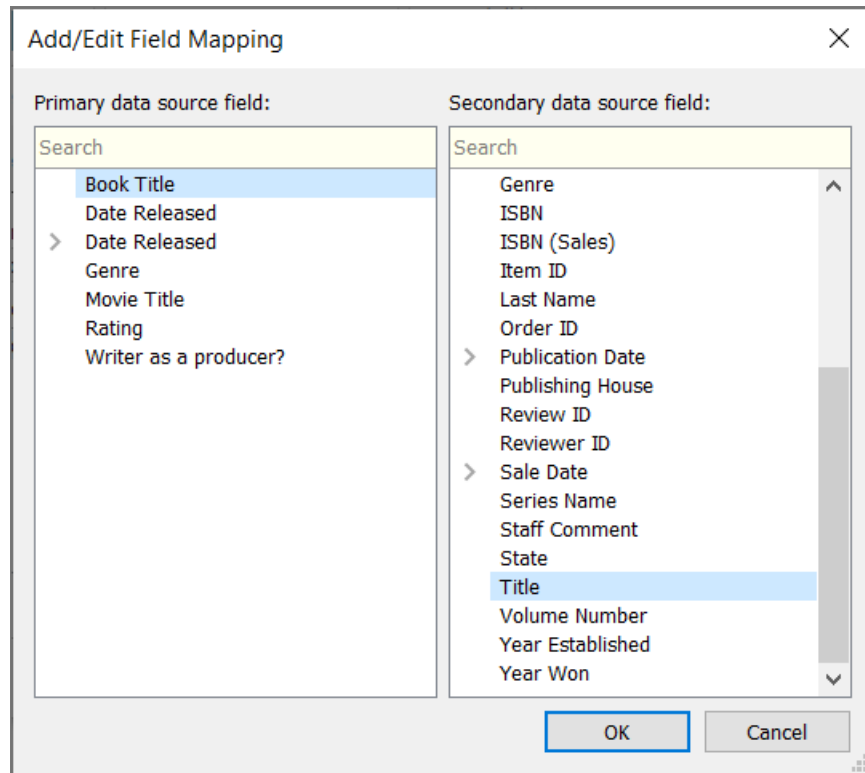 Add/Edit Field Mapping
Primary data source field:
Search
Book Title
Date Released
Date Released
Genre
Movie Title
Rating
Writer as a producer?
Secondary data source field:
Search
Genre
ISBN
ISBN (Sales)
Item ID
Last Name
Order ID
Publication Date
Publishing House
Review ID
Reviewer ID
Sale Date
Series Name
Staff Comment
State
Title
Volume Number
Year Established
Year Won
OK
Cancel